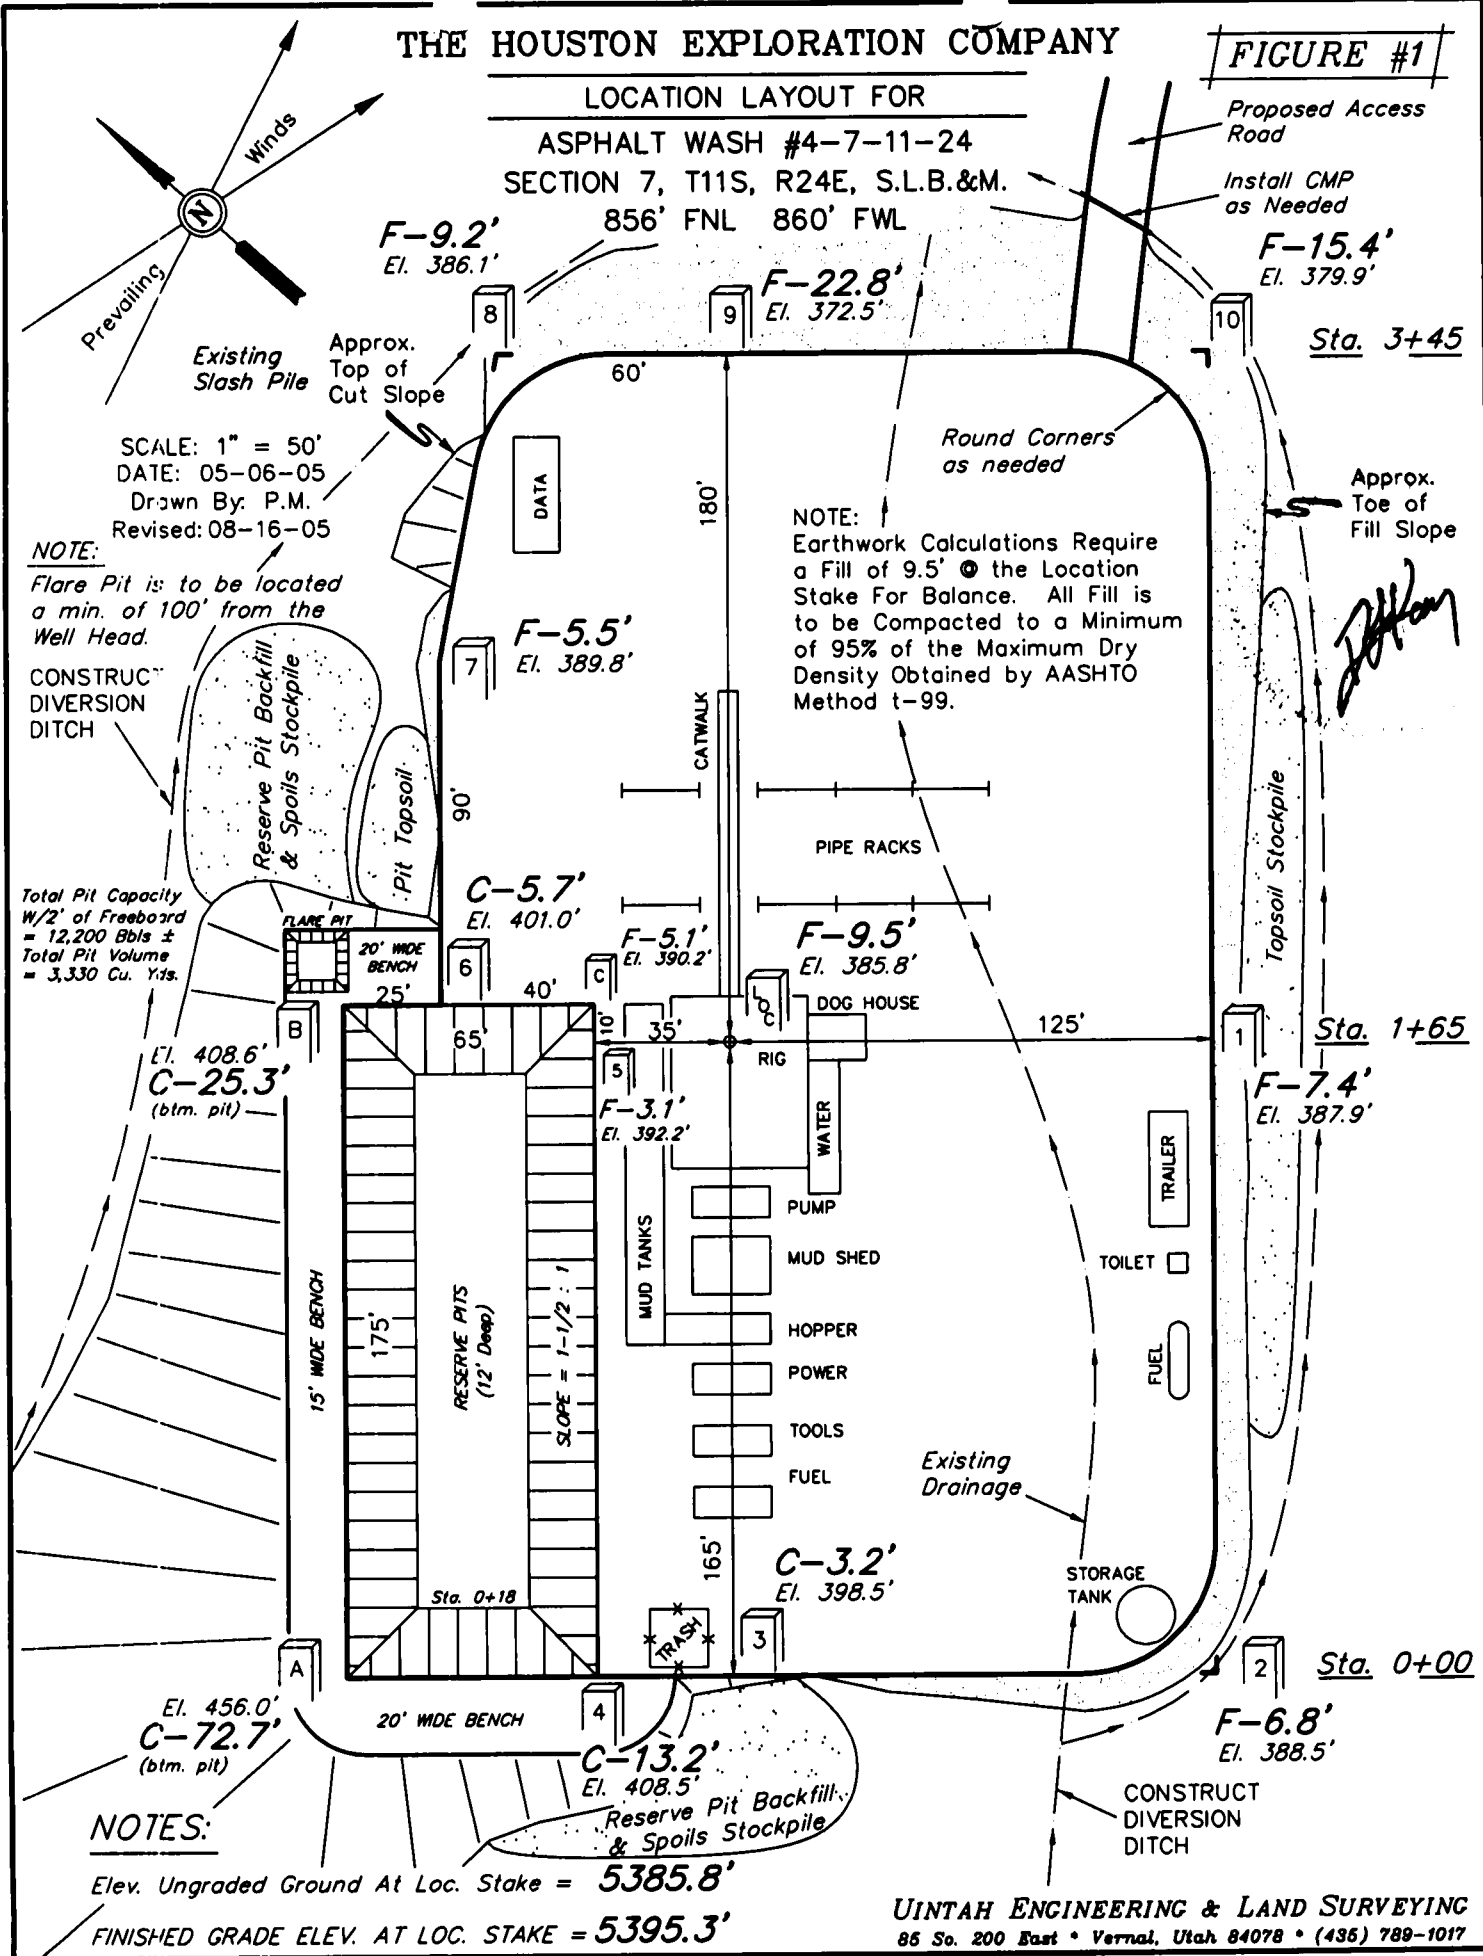 THE HOUSTON EXPLORATION COMPANY
FIGURE #1
LOCATION LAYOUT FOR
ASPHALT WASH #4-7-11-24
SECTION 7, T11S, R24E, S.L.B.&M.
856' FNL 860' FWL
Proposed Access
Road
Install CMP
as Needed
Winds
N
Prevailing
F-9.2'
El. 386.1'
F-22.8'
El. 372.5'
F-15.4'
El. 379.9'
8
9
10
Sta. 3+45
Existing
Slash Pile
Approx.
Top of
Cut Slope
60'
SCALE: 1" = 50'
DATE: 05-06-05
Drawn By: P.M.
Revised: 08-16-05
DATA
180'
Round Corners
as needed
Approx.
Toe of
Fill Slope
NOTE:
Flare Pit is to be located
a min. of 100' from the
Well Head.
NOTE:
Earthwork Calculations Require
a Fill of 9.5' @ the Location
Stake For Balance. All Fill is
to be Compacted to a Minimum
of 95% of the Maximum Dry
Density Obtained by AASHTO
Method t-99.
CONSTRUCT
DIVERSION
DITCH
Reserve Pit Backfill
& Spoils Stockpile
Pit Topsoil
7
F-5.5'
El. 389.8'
CATWALK
90'
PIPE RACKS
Topsoil Stockpile
Total Pit Capacity
W/2' of Freeboard
= 12,200 Bbls ±
Total Pit Volume
= 3,330 Cu. Yds.
FLARE PIT
20' WIDE
BENCH
C-5.7'
El. 401.0'
6
F-5.1'
El. 390.2'
C
F-9.5'
El. 385.8'
LOC
DOG HOUSE
25'
40'
10'
35'
65'
125'
RIG
1
Sta. 1+65
F-7.4'
El. 387.9'
B
El. 408.6'
C-25.3'
(btm. pit)
5
F-3.1'
El. 392.2'
WATER
TRAILER
PUMP
MUD SHED
TOILET
MUD TANKS
HOPPER
POWER
FUEL
TOOLS
FUEL
15' WIDE BENCH
175'
RESERVE PITS
(12' Deep)
SLOPE = 1-1/2 : 1
Existing
Drainage
Sta. 0+18
165'
C-3.2'
El. 398.5'
STORAGE
TANK
TRASH
3
A
2
Sta. 0+00
El. 456.0'
C-72.7'
(btm. pit)
20' WIDE BENCH
4
F-6.8'
El. 388.5'
C-13.2'
El. 408.5'
Reserve Pit Backfill
& Spoils Stockpile
CONSTRUCT
DIVERSION
DITCH
NOTES:
Elev. Ungraded Ground At Loc. Stake = 5385.8'
FINISHED GRADE ELEV. AT LOC. STAKE = 5395.3'
UINTAH ENGINEERING & LAND SURVEYING
85 So. 200 East * Vernal, Utah 84078 * (435) 789-1017